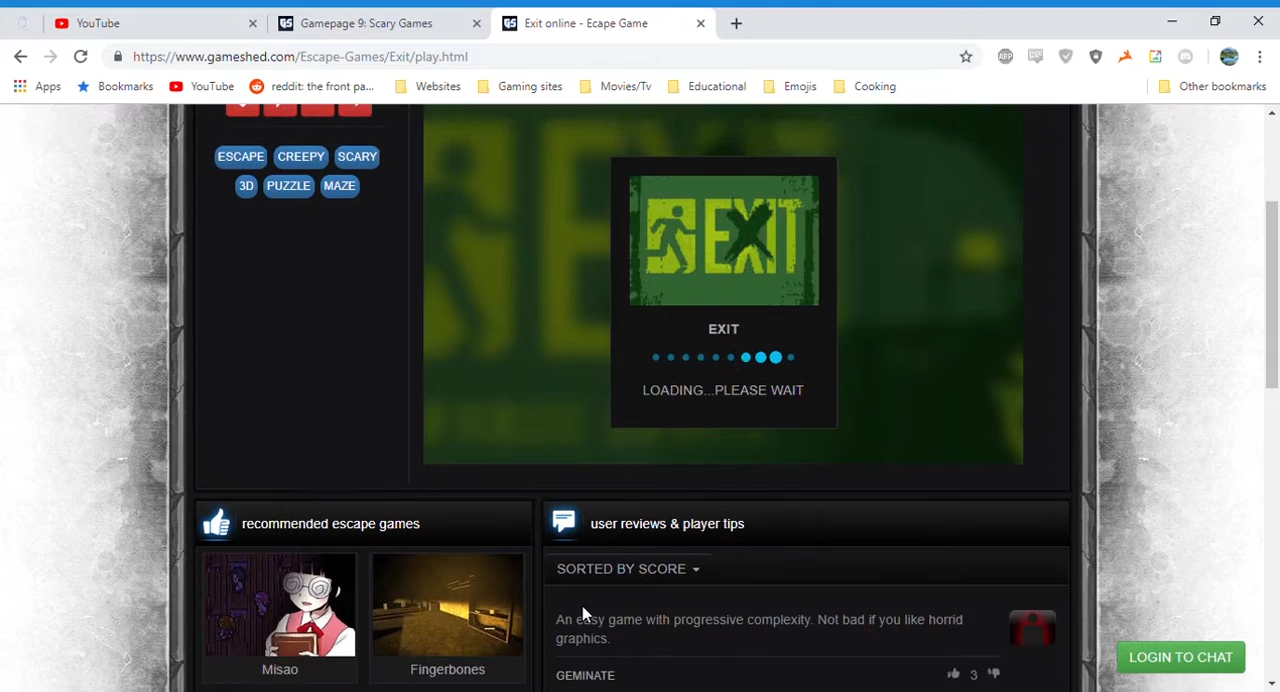 YouTube
Gamepage 9: Scary Games
Exit online - Ecape Game
https://www.gameshed.com/Escape-Games/Exit/play.html
ABP
Apps
Bookmarks
YouTube
reddit: the front pa...
Websites
Gaming sites
Movies/Tv
Educational
Emojis
Cooking
Other bookmarks
ESCAPE
CREEPY
SCARY
3D
PUZZLE
MAZE
EXIT
EXIT
LOADING...PLEASE WAIT
recommended escape games
user reviews & player tips
SORTED BY SCORE
An easy game with progressive complexity. Not bad if you like horrid
graphics.
GEMINATE
3
Misao
Fingerbones
LOGIN TO CHAT